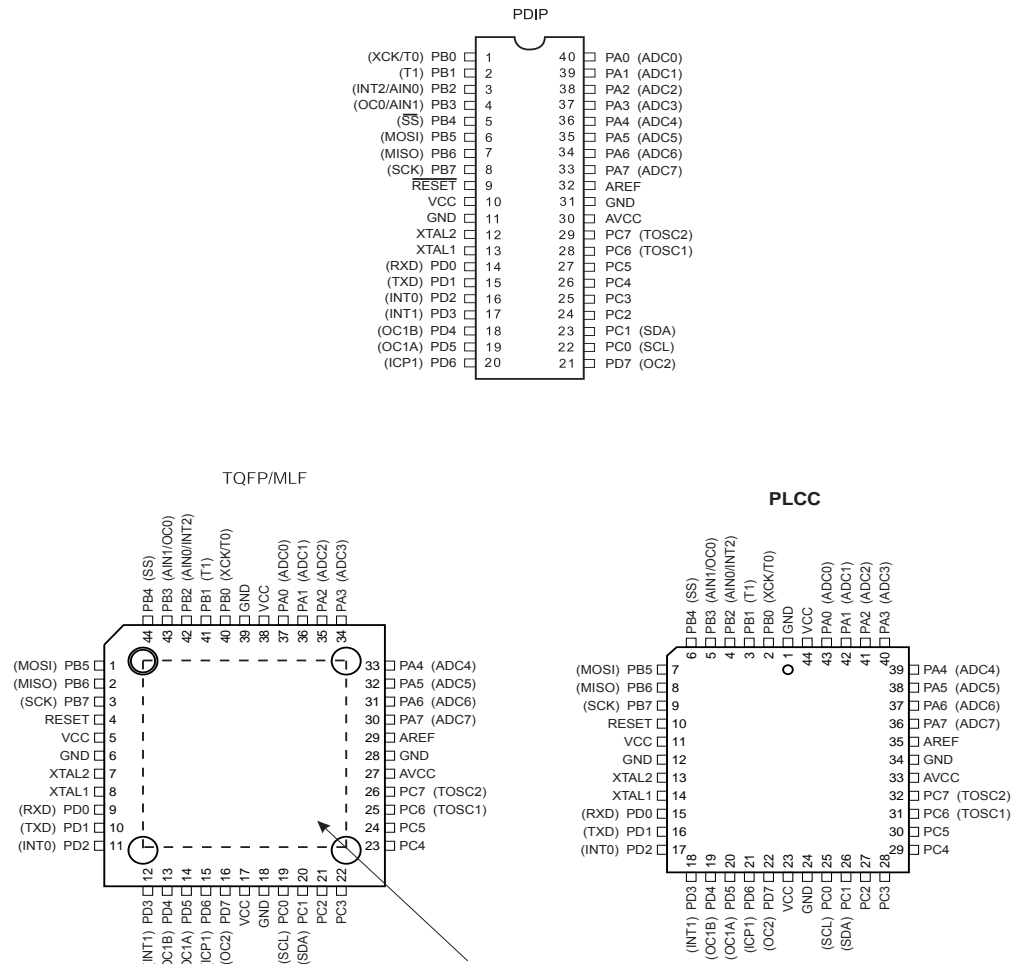 PDIP
(XCK/T0) PB0 1 40 PA0 (ADC0)
(T1) PB1 2 39 PA1 (ADC1)
(INT2/AIN0) PB2 3 38 PA2 (ADC2)
(OC0/AIN1) PB3 4 37 PA3 (ADC3)
(SS) PB4 5 36 PA4 (ADC4)
(MOSI) PB5 6 35 PA5 (ADC5)
(MISO) PB6 7 34 PA6 (ADC6)
(SCK) PB7 8 33 PA7 (ADC7)
RESET 9 32 AREF
VCC 10 31 GND
GND 11 30 AVCC
XTAL2 12 29 PC7 (TOSC2)
XTAL1 13 28 PC6 (TOSC1)
(RXD) PD0 14 27 PC5
(TXD) PD1 15 26 PC4
(INT0) PD2 16 25 PC3
(INT1) PD3 17 24 PC2
(OC1B) PD4 18 23 PC1 (SDA)
(OC1A) PD5 19 22 PC0 (SCL)
(ICP1) PD6 20 21 PD7 (OC2)
TQFP/MLF
44 PB4 (SS)
43 PB3 (AIN1/OC0)
42 PB2 (AIN0/INT2)
41 PB1 (T1)
40 PB0 (XCK/T0)
39 GND
38 VCC
37 PA0 (ADC0)
36 PA1 (ADC1)
35 PA2 (ADC2)
34 PA3 (ADC3)
(MOSI) PB5 1 33 PA4 (ADC4)
(MISO) PB6 2 32 PA5 (ADC5)
(SCK) PB7 3 31 PA6 (ADC6)
RESET 4 30 PA7 (ADC7)
VCC 5 29 AREF
GND 6 28 GND
XTAL2 7 27 AVCC
XTAL1 8 26 PC7 (TOSC2)
(RXD) PD0 9 25 PC6 (TOSC1)
(TXD) PD1 10 24 PC5
(INT0) PD2 11 23 PC4
(INT1) PD3 12
OC1B) PD4 13
OC1A) PD5 14
(ICP1) PD6 15
(OC2) PD7 16
VCC 17
GND 18
(SCL) PC0 19
(SDA) PC1 20
PC2 21
PC3 22
PLCC
6 PB4 (SS)
5 PB3 (AIN1/OC0)
4 PB2 (AIN0/INT2)
3 PB1 (T1)
2 PB0 (XCK/T0)
1 GND
44 VCC
43 PA0 (ADC0)
42 PA1 (ADC1)
41 PA2 (ADC2)
40 PA3 (ADC3)
(MOSI) PB5 7 39 PA4 (ADC4)
(MISO) PB6 8 38 PA5 (ADC5)
(SCK) PB7 9 37 PA6 (ADC6)
RESET 10 36 PA7 (ADC7)
VCC 11 35 AREF
GND 12 34 GND
XTAL2 13 33 AVCC
XTAL1 14 32 PC7 (TOSC2)
(RXD) PD0 15 31 PC6 (TOSC1)
(TXD) PD1 16 30 PC5
(INT0) PD2 17 29 PC4
(INT1) PD3 18
(OC1B) PD4 19
(OC1A) PD5 20
(ICP1) PD6 21
(OC2) PD7 22
VCC 23
GND 24
(SCL) PC0 25
(SDA) PC1 26
PC2 27
PC3 28